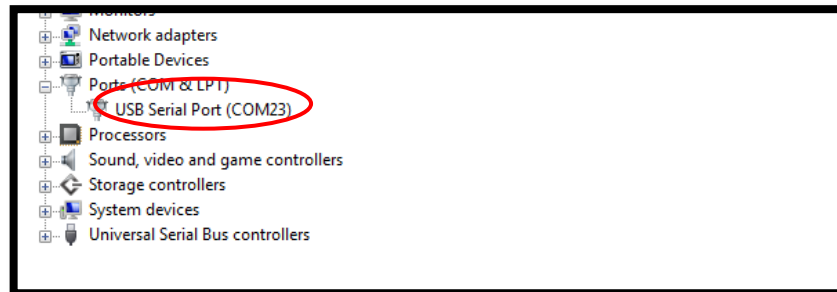 Monitors
Network adapters
Portable Devices
Ports (COM & LPT)
USB Serial Port (COM23)
Processors
Sound, video and game controllers
Storage controllers
System devices
Universal Serial Bus controllers